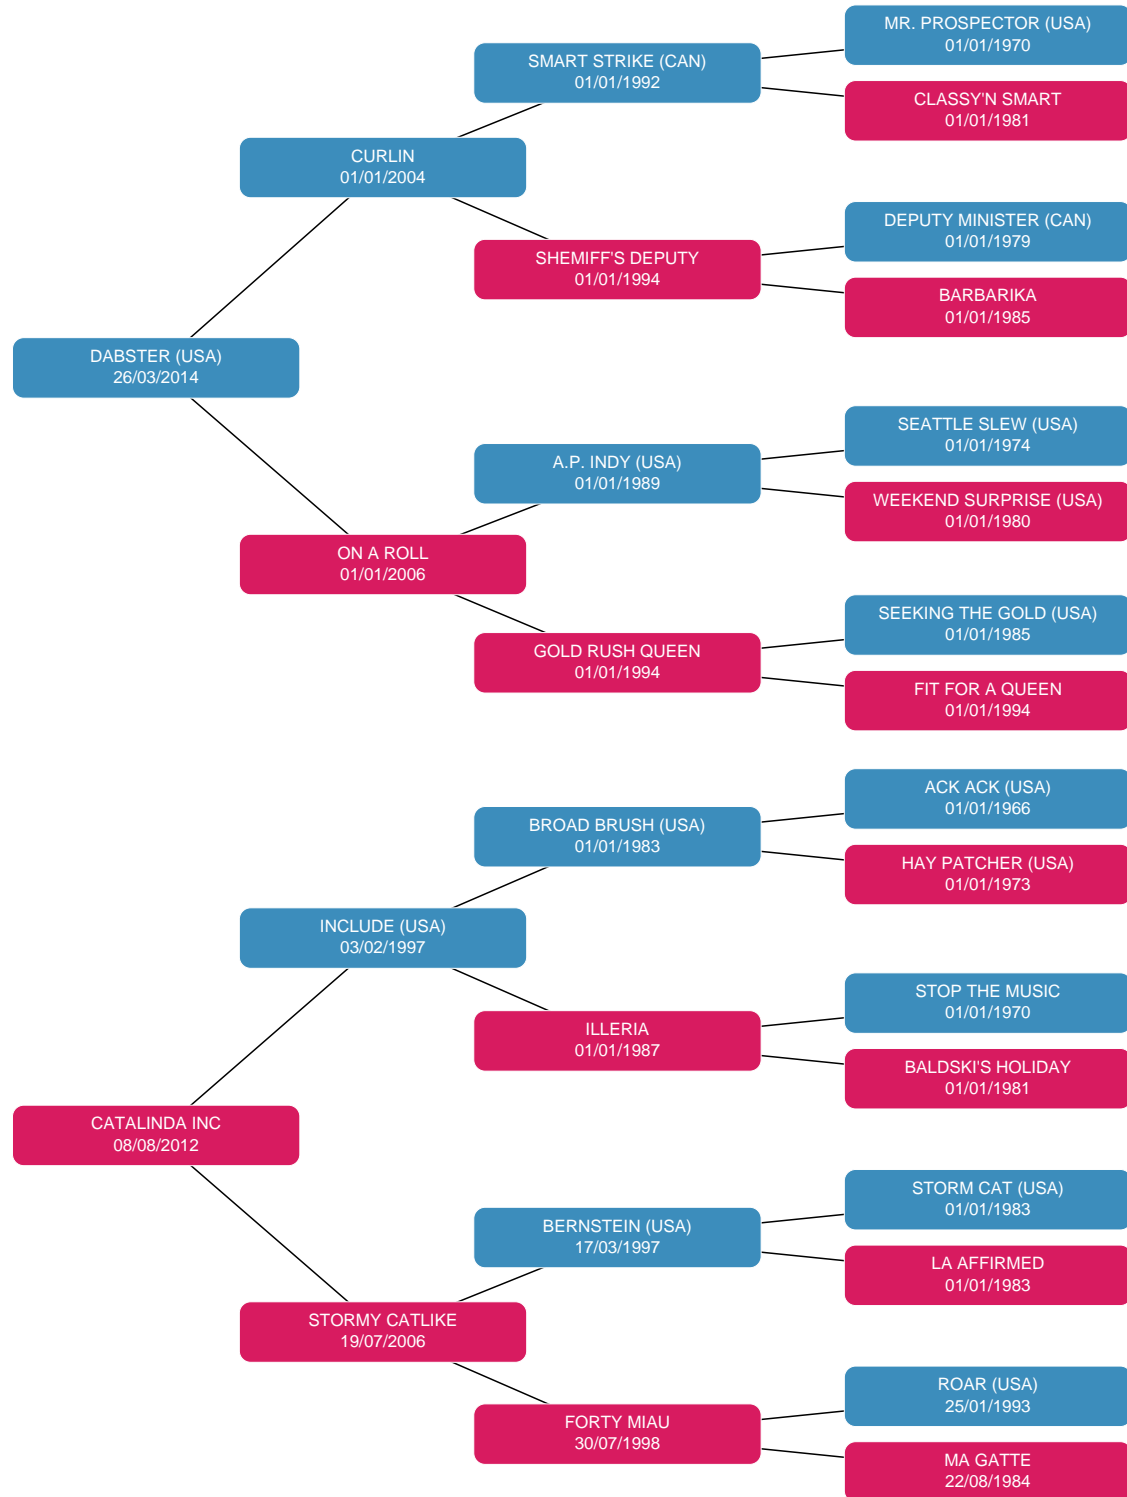 MR. PROSPECTOR (USA)
01/01/1970
SMART STRIKE (CAN)
01/01/1992
CLASSY'N SMART
01/01/1981
CURLIN
01/01/2004
DEPUTY MINISTER (CAN)
01/01/1979
SHEMIFF'S DEPUTY
01/01/1994
BARBARIKA
01/01/1985
DABSTER (USA)
26/03/2014
SEATTLE SLEW (USA)
01/01/1974
A.P. INDY (USA)
01/01/1989
WEEKEND SURPRISE (USA)
01/01/1980
ON A ROLL
01/01/2006
SEEKING THE GOLD (USA)
01/01/1985
GOLD RUSH QUEEN
01/01/1994
FIT FOR A QUEEN
01/01/1994
ACK ACK (USA)
01/01/1966
BROAD BRUSH (USA)
01/01/1983
HAY PATCHER (USA)
01/01/1973
INCLUDE (USA)
03/02/1997
STOP THE MUSIC
01/01/1970
ILLERIA
01/01/1987
BALDSKI'S HOLIDAY
01/01/1981
CATALINDA INC
08/08/2012
STORM CAT (USA)
01/01/1983
BERNSTEIN (USA)
17/03/1997
LA AFFIRMED
01/01/1983
STORMY CATLIKE
19/07/2006
ROAR (USA)
25/01/1993
FORTY MIAU
30/07/1998
MA GATTE
22/08/1984